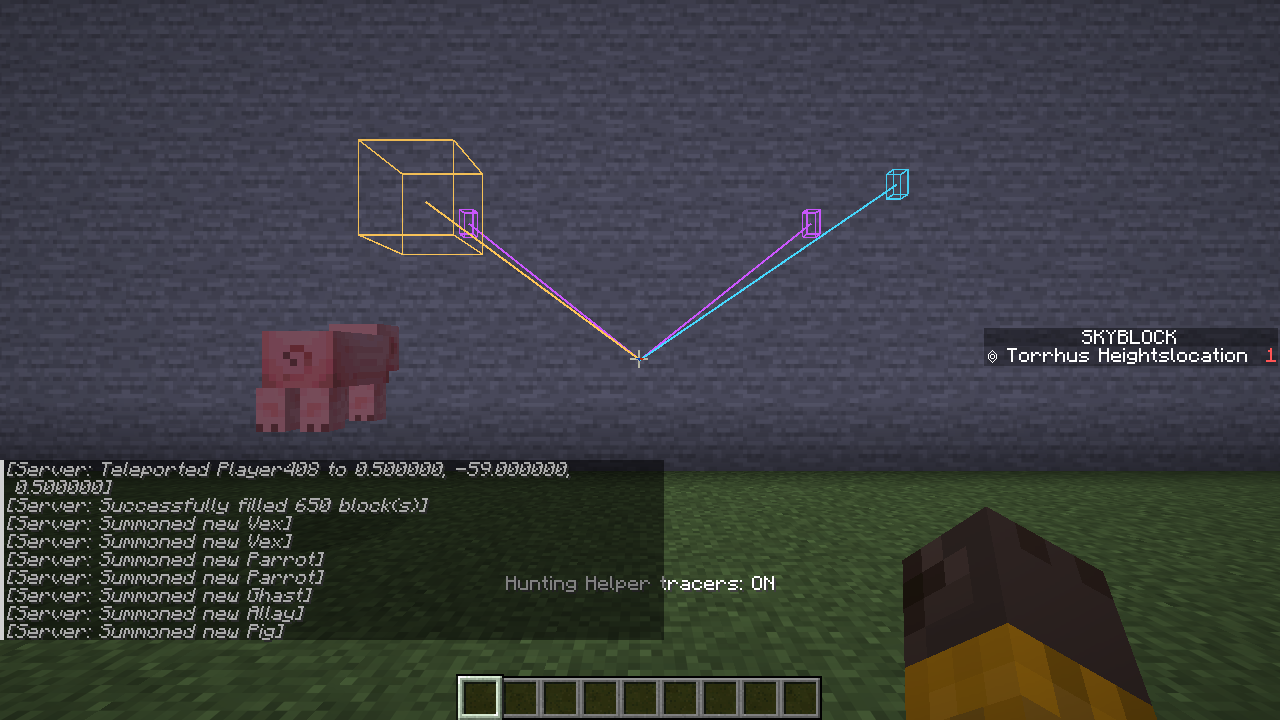 SKYBLOCK
◎ Torrhus Heightslocation 1
[Server: Teleported Player408 to 0.500000, -59.000000,
0.500000]
[Server: Successfully filled 650 block(s)]
[Server: Summoned new Vex]
[Server: Summoned new Vex]
[Server: Summoned new Parrot]
[Server: Summoned new Parrot]
[Server: Summoned new Ghast]
[Server: Summoned new Allay]
[Server: Summoned new Pig]
Hunting Helper tracers: ON